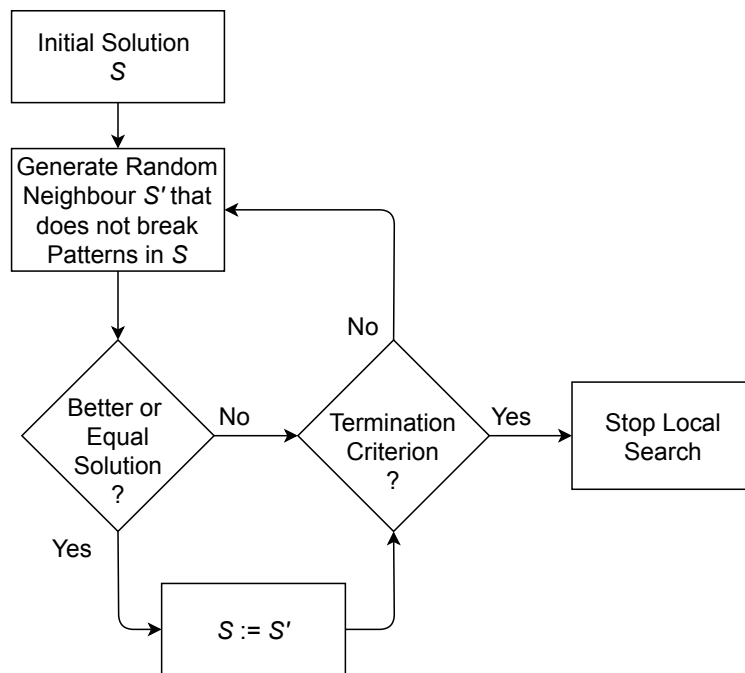 Initial Solution
S
Generate Random
Neighbour S' that
does not break
Patterns in S
No
Better or
Equal
Solution
?
No
Termination
Criterion
?
Yes
Stop Local
Search
Yes
S := S'